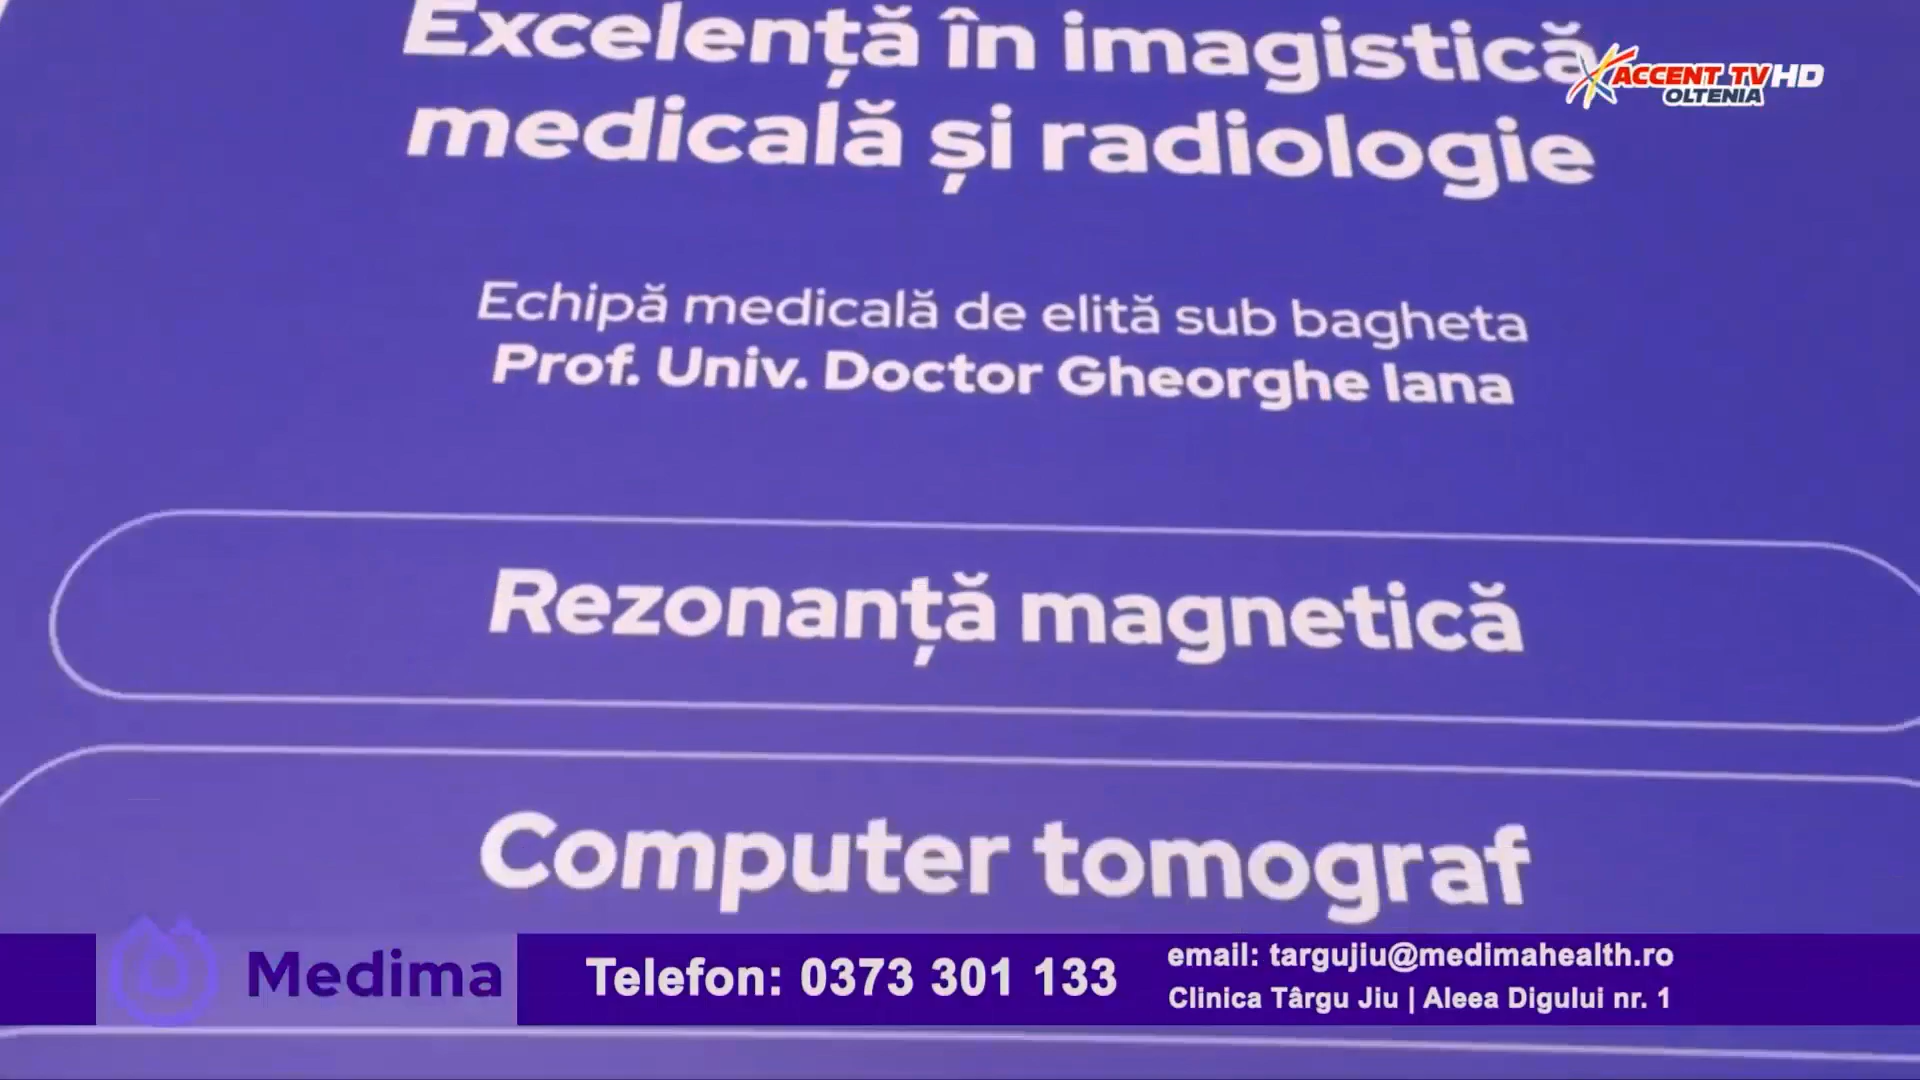 Excelență în imagistică
medicală și radiologie
ACCENT TV HD
OLTENIA
Echipă medicală de elită sub bagheta
Prof. Univ. Doctor Gheorghe Iana
Rezonanță magnetică
Computer tomograf
Medima
Telefon: 0373 301 133
email: targujiu@medimahealth.ro
Clinica Târgu Jiu | Aleea Digului nr. 1